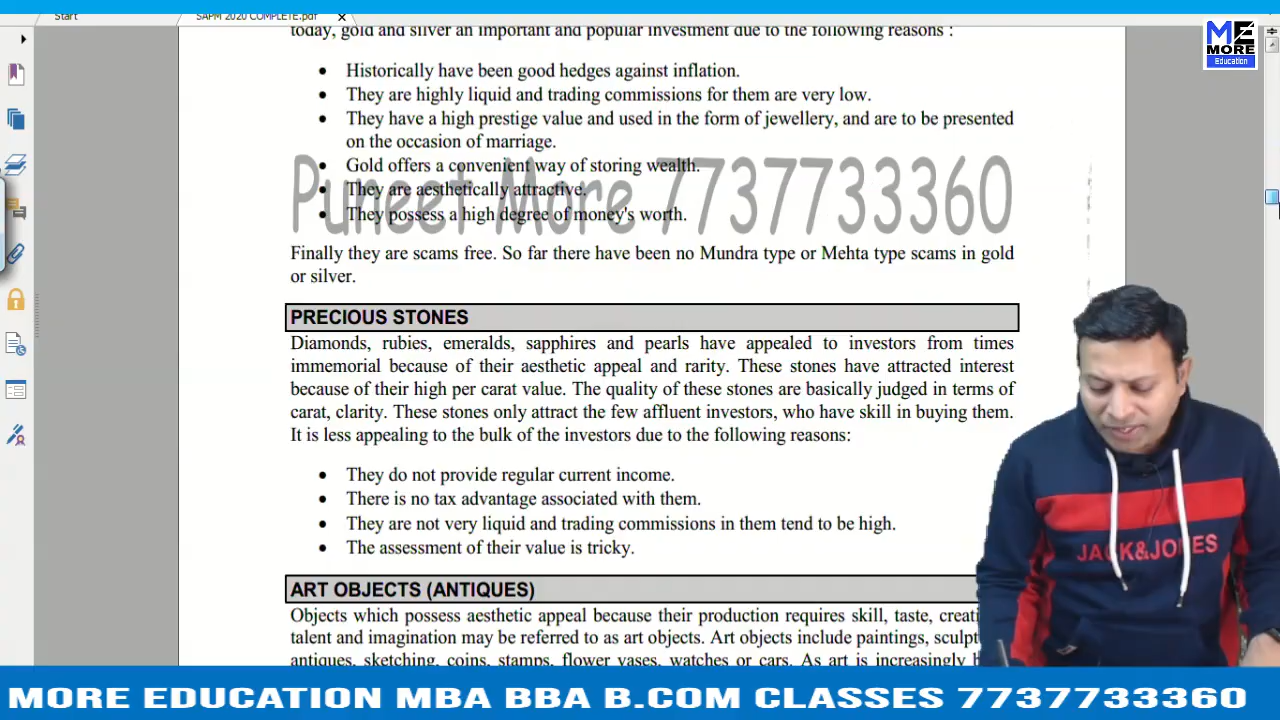 Start
SAPM 2020 COMPLETE.pdf
ME
MORE
Education
today, gold and silver an important and popular investment due to the following reasons :
• Historically have been good hedges against inflation.
• They are highly liquid and trading commissions for them are very low.
• They have a high prestige value and used in the form of jewellery, and are to be presented
on the occasion of marriage.
• Gold offers a convenient way of storing wealth.
• They are aesthetically attractive.
• They possess a high degree of money's worth.
Puneet More 7737733360
Finally they are scams free. So far there have been no Mundra type or Mehta type scams in gold
or silver.
PRECIOUS STONES
Diamonds, rubies, emeralds, sapphires and pearls have appealed to investors from times
immemorial because of their aesthetic appeal and rarity. These stones have attracted interest
because of their high per carat value. The quality of these stones are basically judged in terms of
carat, clarity. These stones only attract the few affluent investors, who have skill in buying them.
It is less appealing to the bulk of the investors due to the following reasons:
• They do not provide regular current income.
• There is no tax advantage associated with them.
• They are not very liquid and trading commissions in them tend to be high.
• The assessment of their value is tricky.
JACK&JONES
ART OBJECTS (ANTIQUES)
Objects which possess aesthetic appeal because their production requires skill, taste,
talent and imagination may be referred to as art objects. Art objects include paintings,
antiques, sketching, coins, stamps, flower vases, watches or cars. As art is increasingly
MORE EDUCATION MBA BBA B.COM CLASSES 7737733360